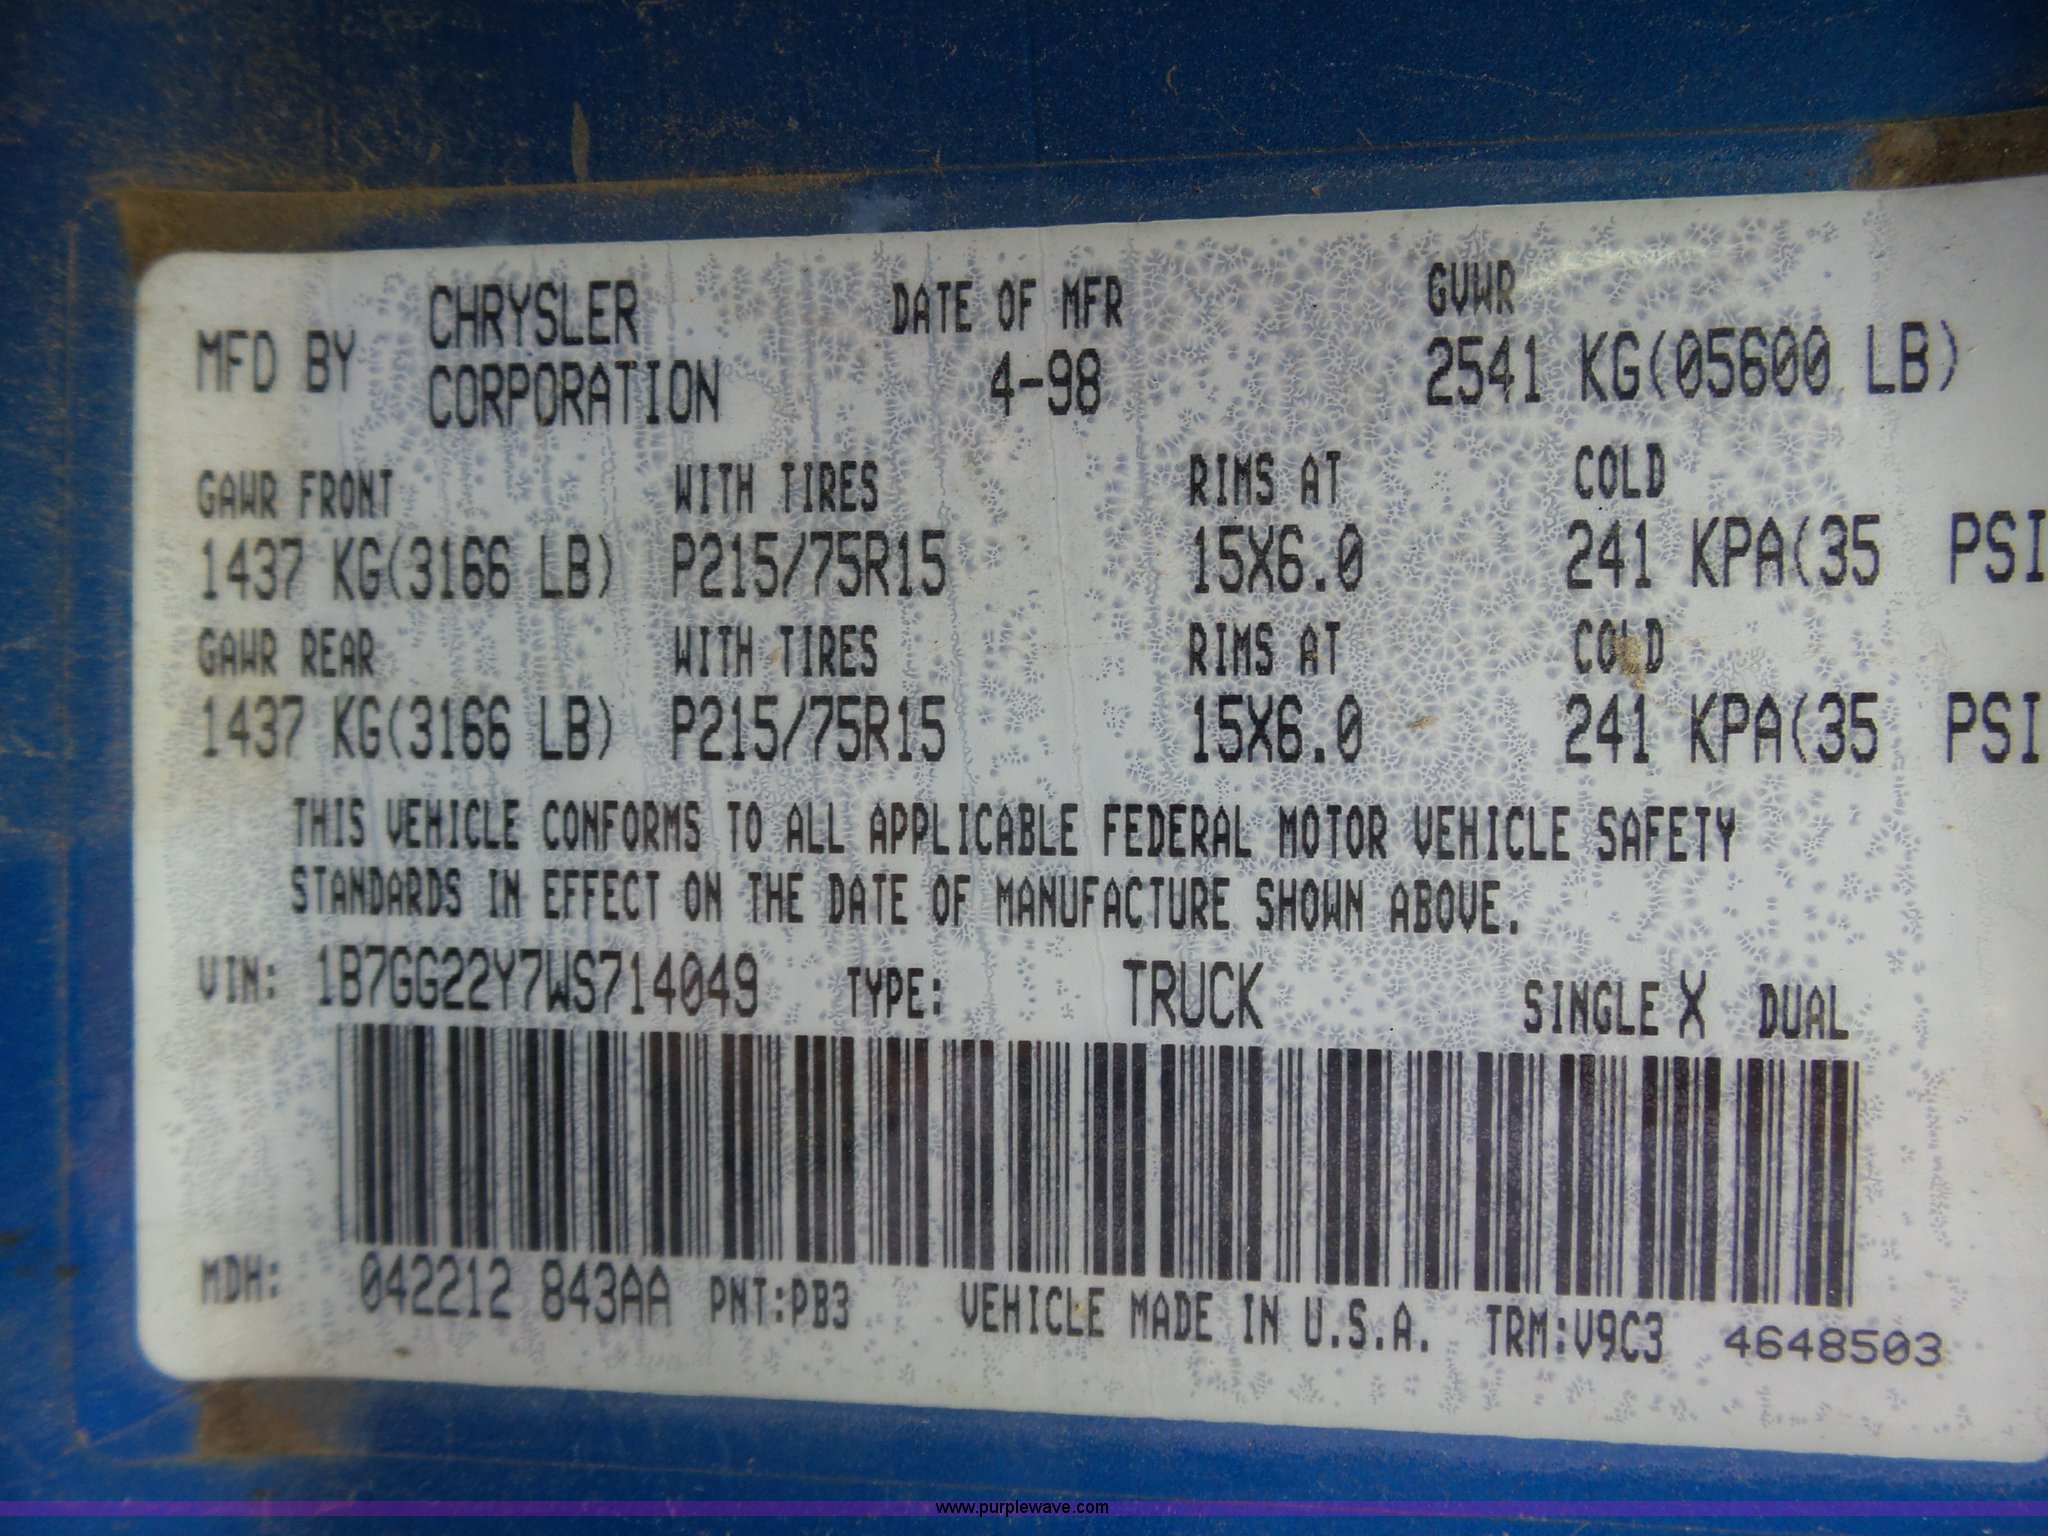 MFD BY CHRYSLER CORPORATION DATE OF MFR 4-98 GVWR 2541 KG(05600 LB)
GAWR FRONT WITH TIRES RIMS AT COLD
1437 KG(3166 LB) P215/75R15 15X6.0 241 KPA(35 PSI
GAWR REAR WITH TIRES RIMS AT COLD
1437 KG(3166 LB) P215/75R15 15X6.0 241 KPA(35 PSI
THIS VEHICLE CONFORMS TO ALL APPLICABLE FEDERAL MOTOR VEHICLE SAFETY
STANDARDS IN EFFECT ON THE DATE OF MANUFACTURE SHOWN ABOVE.
VIN: 1B7GG22Y7WS714049 TYPE: TRUCK SINGLE X DUAL
MDH: 042212 843AA PNT:PB3 VEHICLE MADE IN U.S.A. TRM:V9C3 4648503
www.purplewave.com